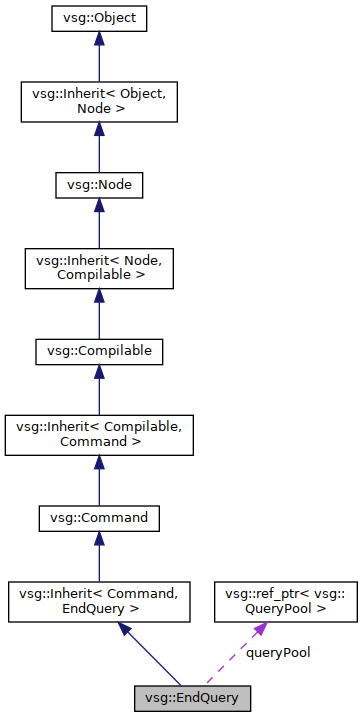 vsg::Object
vsg::Inherit< Object,
Node >
vsg::Node
vsg::Inherit< Node,
Compilable >
vsg::Compilable
vsg::Inherit< Compilable,
Command >
vsg::Command
vsg::Inherit< Command,
EndQuery >
vsg::ref_ptr< vsg::
QueryPool >
queryPool
vsg::EndQuery